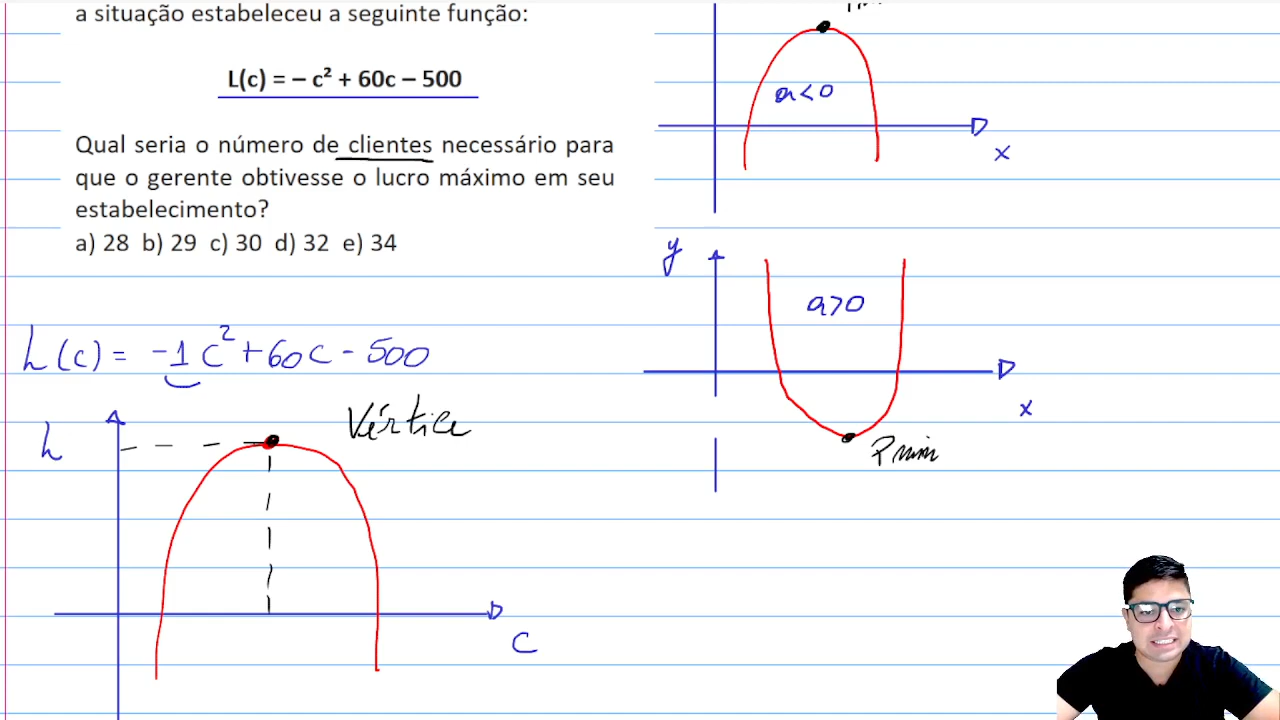 a situação estabeleceu a seguinte função:
L(c) = – c² + 60c – 500
Qual seria o número de clientes necessário para
que o gerente obtivesse o lucro máximo em seu
estabelecimento?
a) 28 b) 29 c) 30 d) 32 e) 34
L(c) = -1c² + 60c - 500
L
Vértice
c
a<0
x
y
a>0
x
Pmin